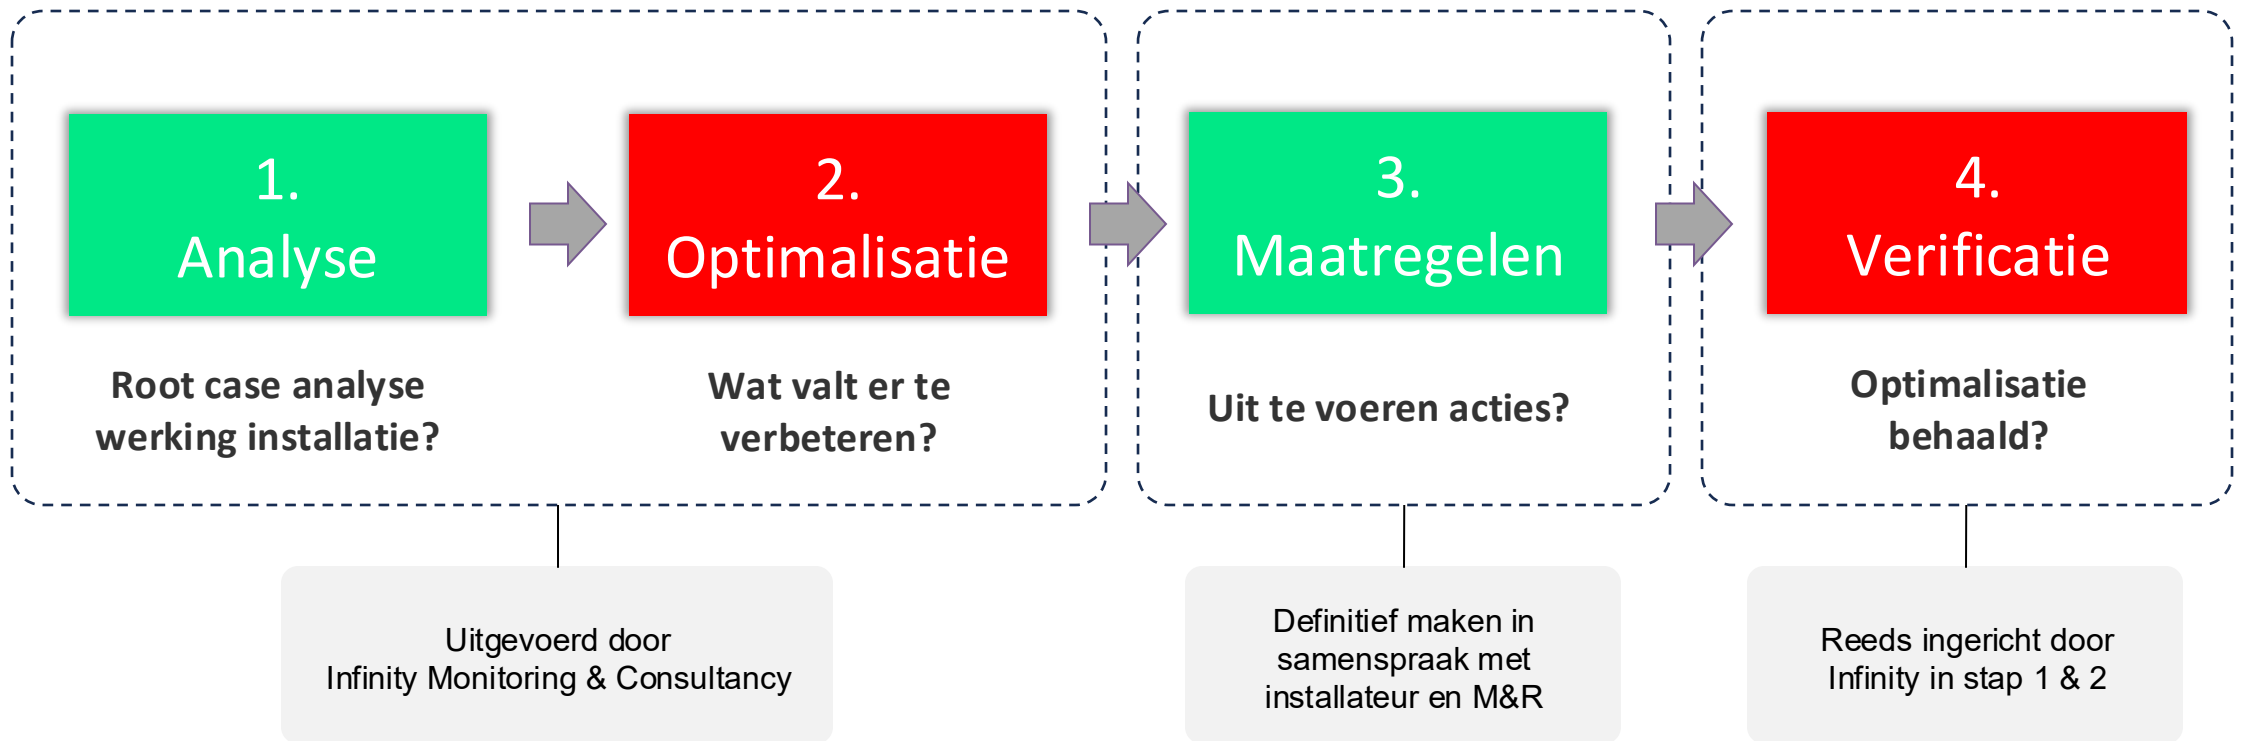 1.
Analyse
2.
Optimalisatie
3.
Maatregelen
4.
Verificatie
Root case analyse
werking installatie?
Wat valt er te
verbeteren?
Uit te voeren acties?
Optimalisatie
behaald?
Uitgevoerd door
Infinity Monitoring & Consultancy
Definitief maken in
samenspraak met
installateur en M&R
Reeds ingericht door
Infinity in stap 1 & 2